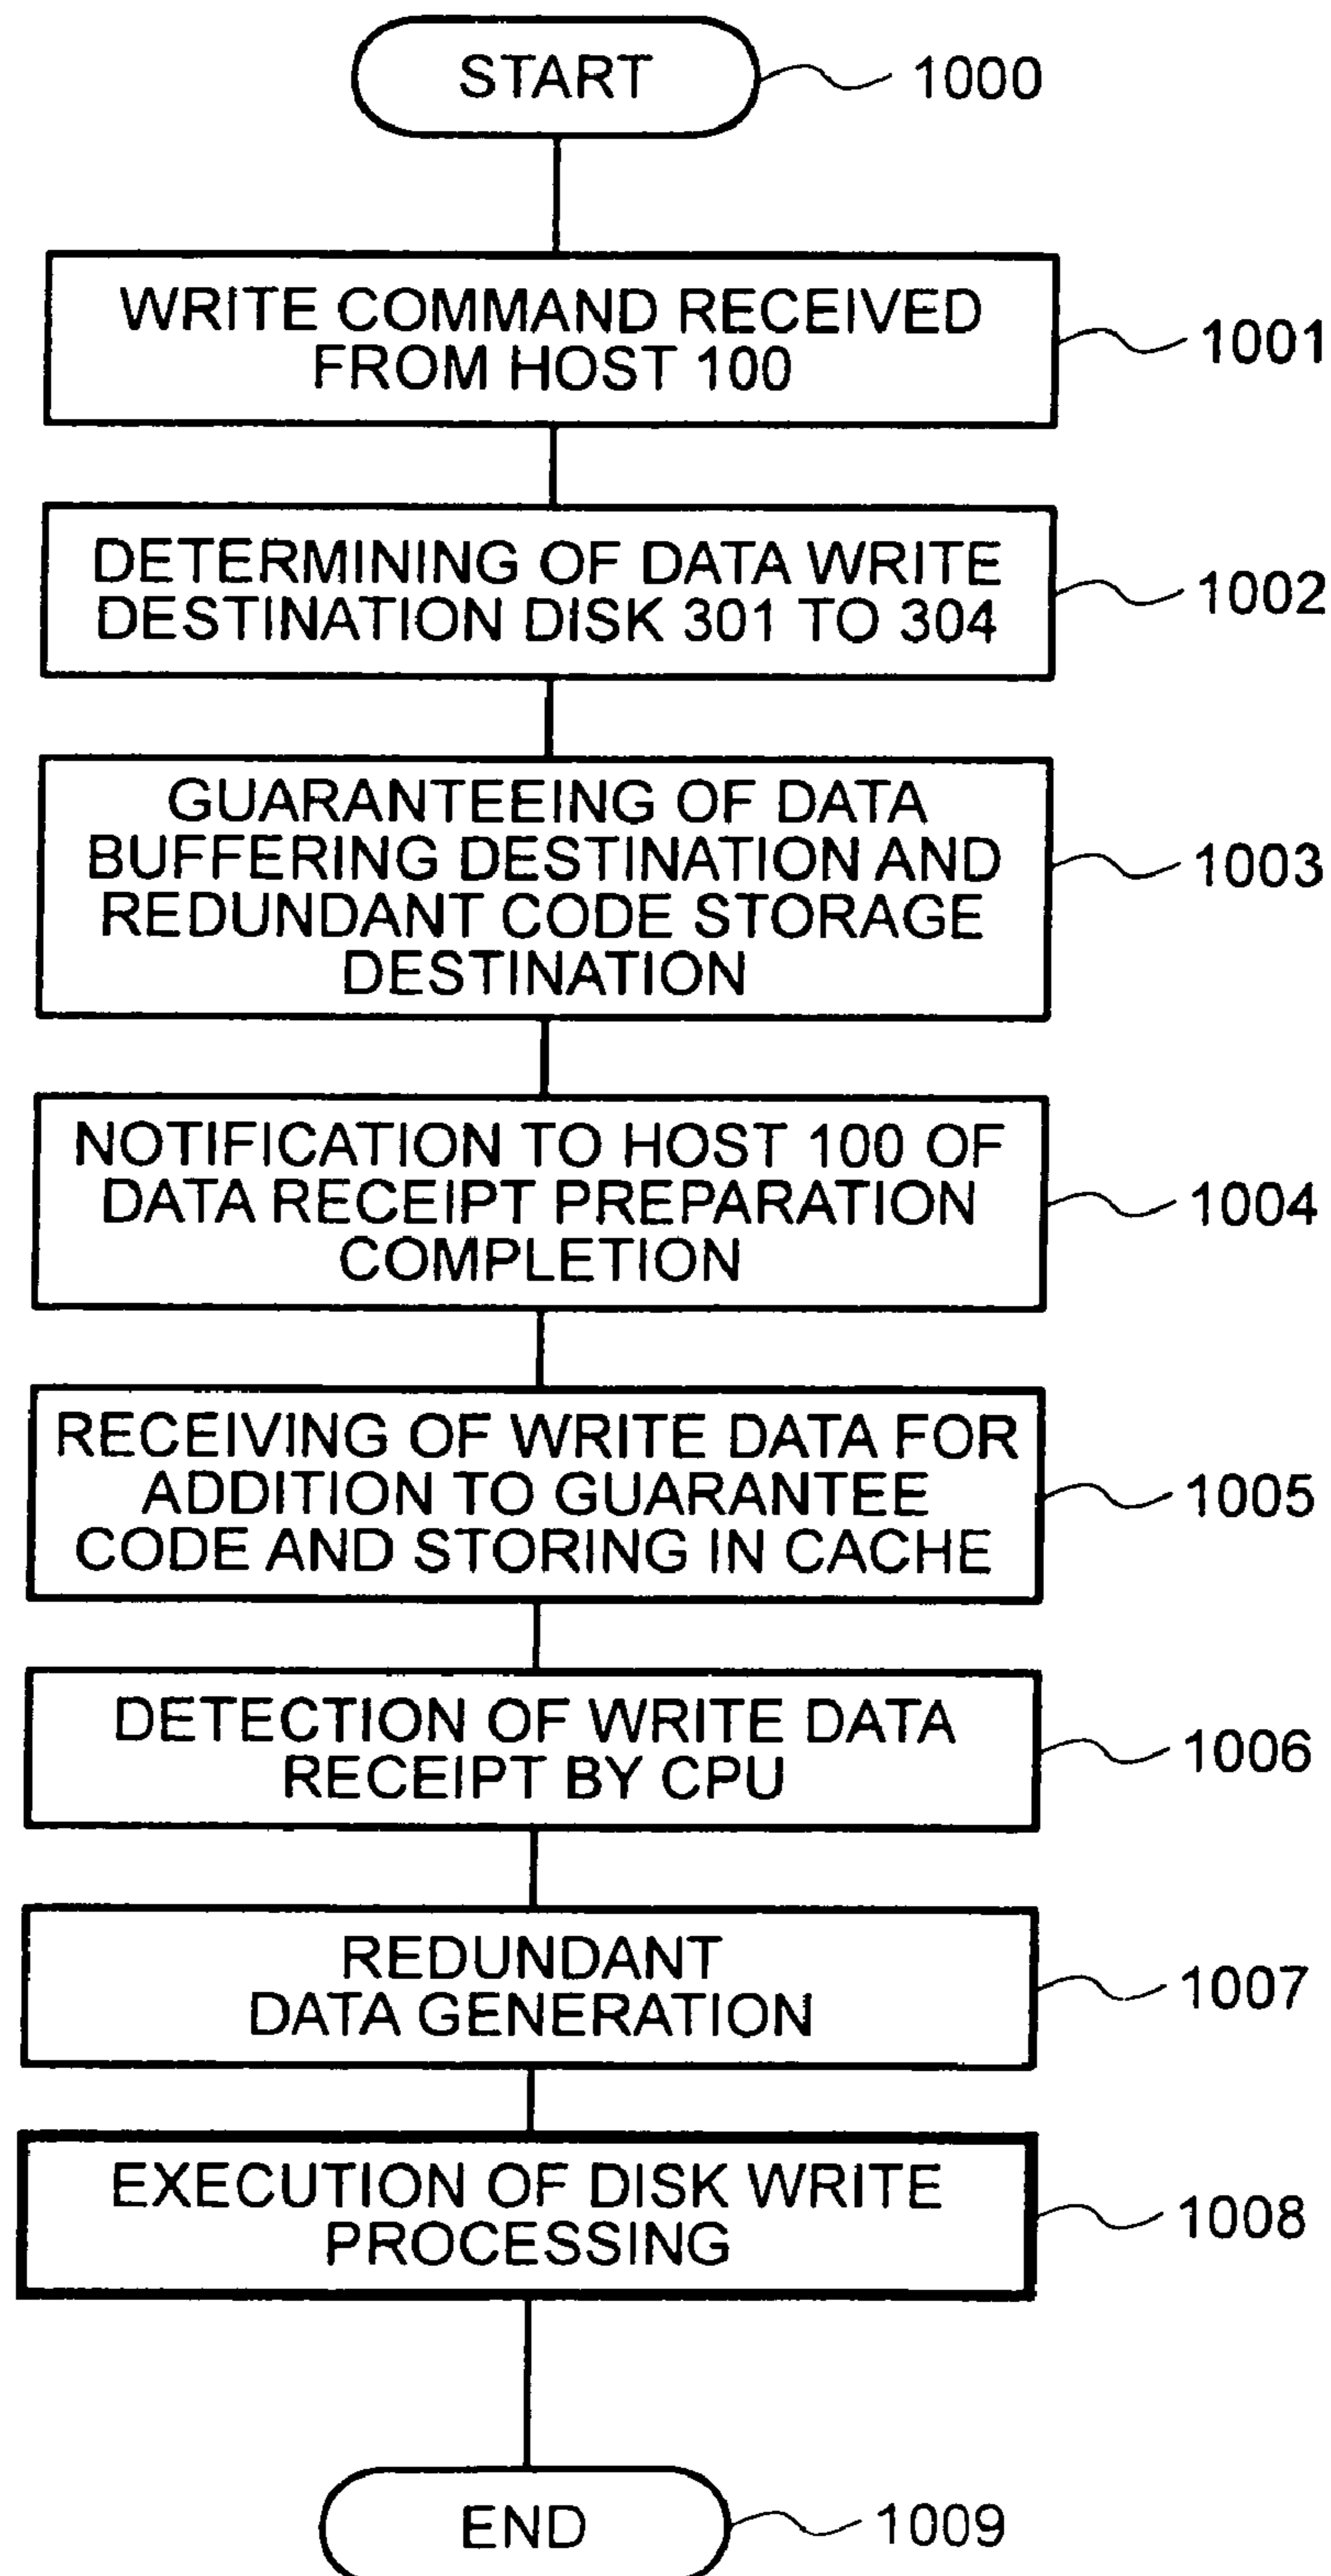 START
1000
WRITE COMMAND RECEIVED
FROM HOST 100
1001
DETERMINING OF DATA WRITE
DESTINATION DISK 301 TO 304
1002
GUARANTEEING OF DATA
BUFFERING DESTINATION AND
REDUNDANT CODE STORAGE
DESTINATION
1003
NOTIFICATION TO HOST 100 OF
DATA RECEIPT PREPARATION
COMPLETION
1004
RECEIVING OF WRITE DATA FOR
ADDITION TO GUARANTEE
CODE AND STORING IN CACHE
1005
DETECTION OF WRITE DATA
RECEIPT BY CPU
1006
REDUNDANT
DATA GENERATION
1007
EXECUTION OF DISK WRITE
PROCESSING
1008
END
1009